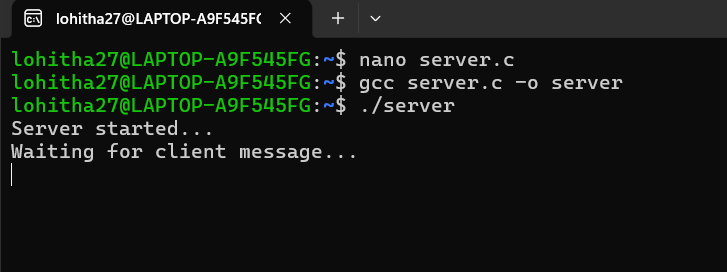 lohitha27@LAPTOP-A9F545F
lohitha27@LAPTOP-A9F545FG:~$ nano server.c
lohitha27@LAPTOP-A9F545FG:~$ gcc server.c -o server
lohitha27@LAPTOP-A9F545FG:~$ ./server
Server started...
Waiting for client message...